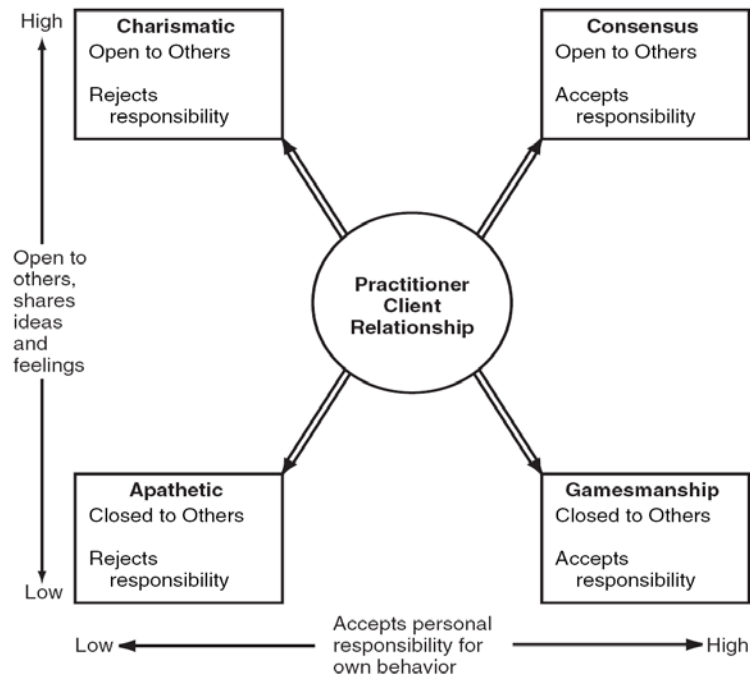 High
Charismatic
Open to Others
Rejects
responsibility
Consensus
Open to Others
Accepts
responsibility
Open to
others,
shares
ideas
and
feelings
Practitioner
Client
Relationship
Apathetic
Closed to Others
Rejects
responsibility
Gamesmanship
Closed to Others
Accepts
responsibility
Low
Low
Accepts personal
responsibility for
own behavior
High